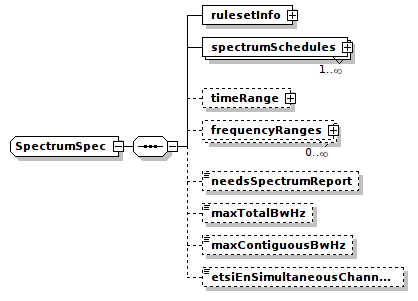 rulesetInfo
spectrumSchedules
1..∞
timeRange
frequencyRanges
0..∞
SpectrumSpec
needsSpectrumReport
maxTotalBwHz
maxContiguousBwHz
etsiEnSimultaneousChann...